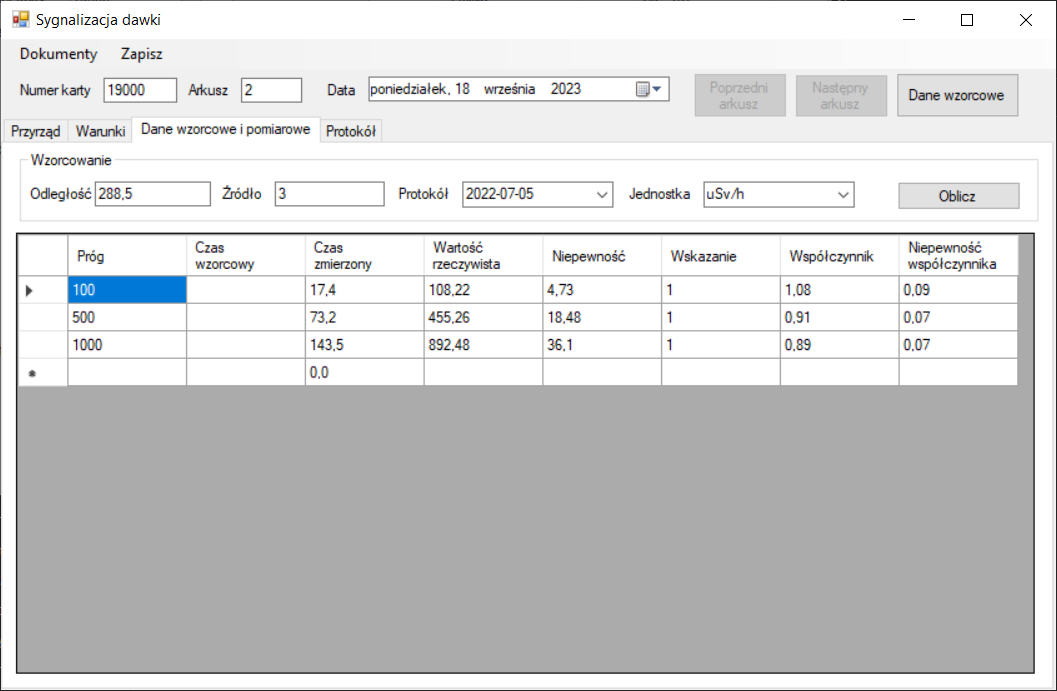 Sygnalizacja dawki
Dokumenty Zapisz
Numer karty 19000 Arkusz 2 Data poniedziałek, 18 września 2023 Poprzedni arkusz Następny arkusz Dane wzorcowe
Przyrząd Warunki Dane wzorcowe i pomiarowe Protokół
Wzorcowanie
Odległość 288,5 Źródło 3 Protokół 2022-07-05 Jednostka uSv/h Oblicz
Próg Czas wzorcowy Czas zmierzony Wartość rzeczywista Niepewność Wskazanie Współczynnik Niepewność współczynnika
100 17,4 108,22 4,73 1 1,08 0,09
500 73,2 455,26 18,48 1 0,91 0,07
1000 143,5 892,48 36,1 1 0,89 0,07
0,0